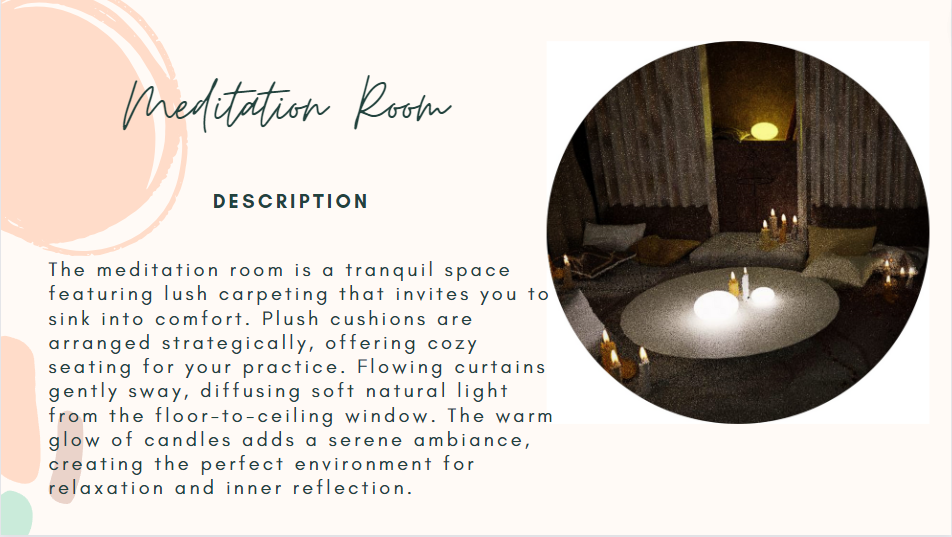 Meditation Room
DESCRIPTION
The meditation room is a tranquil space
featuring lush carpeting that invites you to
sink into comfort. Plush cushions are
arranged strategically, offering cozy
seating for your practice. Flowing curtains
gently sway, diffusing soft natural light
from the floor-to-ceiling window. The warm
glow of candles adds a serene ambiance,
creating the perfect environment for
relaxation and inner reflection.